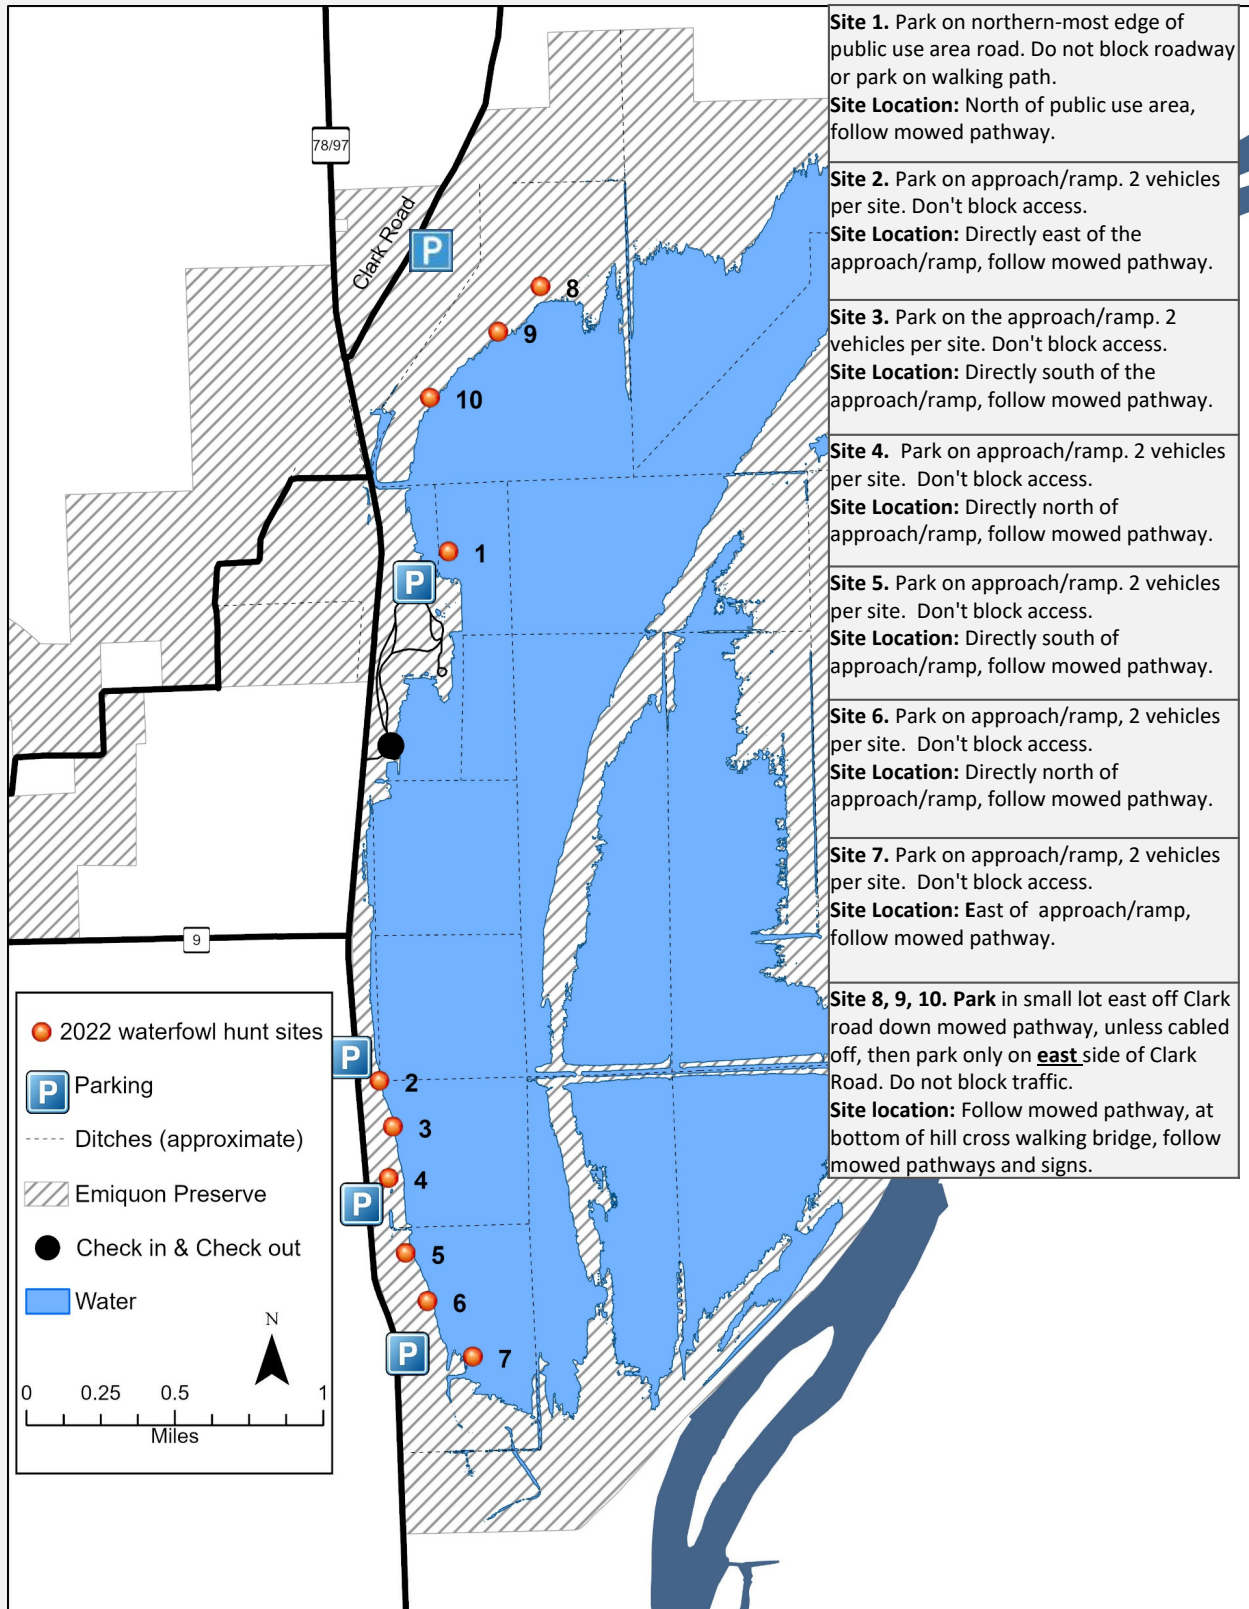 Site 1. Park on northern-most edge of
public use area road. Do not block roadway
or park on walking path.
Site Location: North of public use area,
follow mowed pathway.
Site 2. Park on approach/ramp. 2 vehicles
per site. Don't block access.
Site Location: Directly east of the
approach/ramp, follow mowed pathway.
Site 3. Park on the approach/ramp. 2
vehicles per site. Don't block access.
Site Location: Directly south of the
approach/ramp, follow mowed pathway.
Site 4. Park on approach/ramp. 2 vehicles
per site. Don't block access.
Site Location: Directly north of
approach/ramp, follow mowed pathway.
Site 5. Park on approach/ramp. 2 vehicles
per site. Don't block access.
Site Location: Directly south of
approach/ramp, follow mowed pathway.
Site 6. Park on approach/ramp, 2 vehicles
per site. Don't block access.
Site Location: Directly north of
approach/ramp, follow mowed pathway.
Site 7. Park on approach/ramp, 2 vehicles
per site. Don't block access.
Site Location: East of approach/ramp,
follow mowed pathway.
Site 8, 9, 10. Park in small lot east off Clark
road down mowed pathway, unless cabled
off, then park only on east side of Clark
Road. Do not block traffic.
Site location: Follow mowed pathway, at
bottom of hill cross walking bridge, follow
mowed pathways and signs.
78/97
Clark Road
P
8
9
10
1
P
9
P
2
3
4
P
5
6
P
7
2022 waterfowl hunt sites
P Parking
Ditches (approximate)
Emiquon Preserve
Check in & Check out
Water
N
0 0.25 0.5 1
Miles